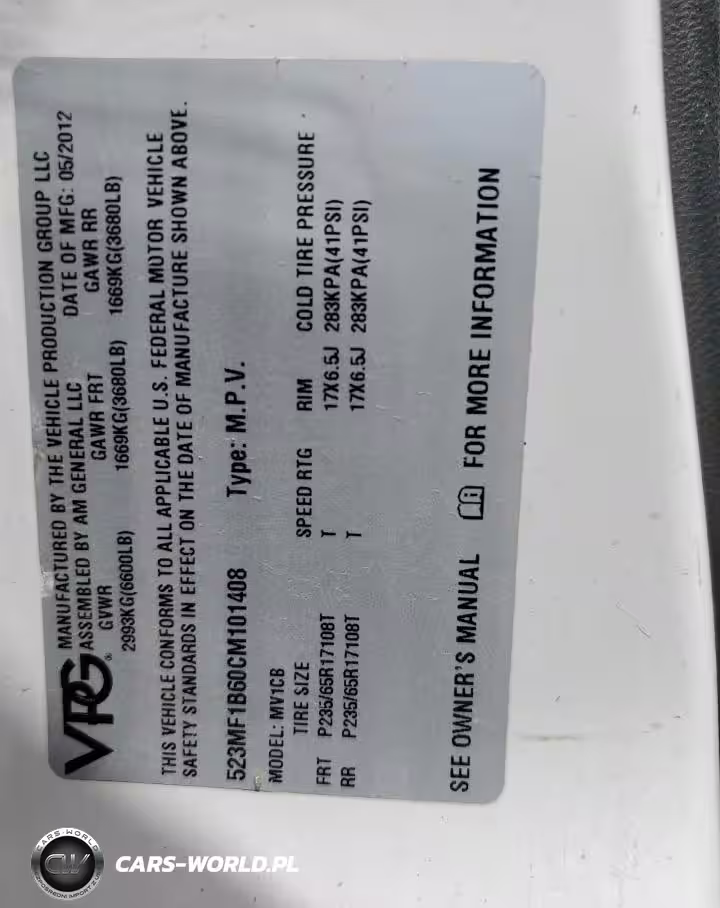 VPG®
MANUFACTURED BY THE VEHICLE PRODUCTION GROUP LLC
ASSEMBLED BY AM GENERAL LLC DATE OF MFG: 05/2012
GVWR GAWR FRT GAWR RR
2993KG(6600LB) 1669KG(3680LB) 1669KG(3680LB)
THIS VEHICLE CONFORMS TO ALL APPLICABLE U.S. FEDERAL MOTOR VEHICLE
SAFETY STANDARDS IN EFFECT ON THE DATE OF MANUFACTURE SHOWN ABOVE.
523MF1B60CM101408 Type: M.P.V.
MODEL: MV1CB
TIRE SIZE SPEED RTG RIM COLD TIRE PRESSURE
FRT P235/65R17108T T 17X6.5J 283KPA(41PSI)
RR P235/65R17108T T 17X6.5J 283KPA(41PSI)
SEE OWNER'S MANUAL FOR MORE INFORMATION
CARS-WORLD
CW
CARS-WORLD.PL